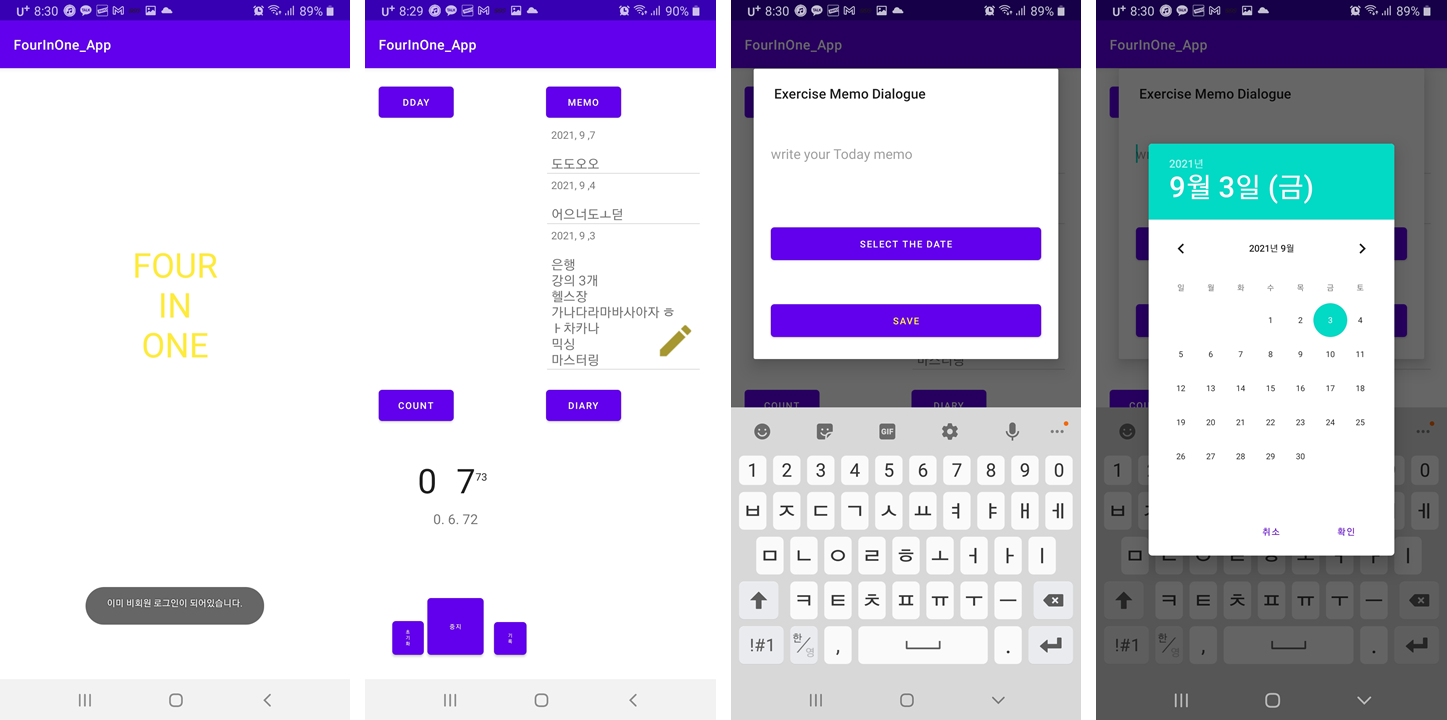 U+ 8:30 89%
FourInOne_App
FOUR
IN
ONE
이미 비회원 로그인이 되어있습니다.
U+ 8:29 90%
FourInOne_App
DDAY
MEMO
2021, 9 ,7
도도오오
2021, 9 ,4
어으너도ㅗ덛
2021, 9 ,3
은행
강의 3개
헬스장
가나다라마바사아자 ㅎ
ㅏ차카나
믹싱
마스터링
COUNT
DIARY
0 7 73
0. 6. 72
초
기
화
중지
기
록
U+ 8:30 89%
FourInOne_App
Exercise Memo Dialogue
write your Today memo
SELECT THE DATE
SAVE
마스터링
COUNT
DIARY
GIF
1 2 3 4 5 6 7 8 9 0
ㅂ ㅈ ㄷ ㄱ ㅅ ㅛ ㅕ ㅑ ㅐ ㅔ
ㅁ ㄴ ㅇ ㄹ ㅎ ㅗ ㅓ ㅏ ㅣ
ㅋ ㅌ ㅊ ㅍ ㅠ ㅜ ㅡ
!#1 한/영 , .
U+ 8:30 89%
FourInOne_App
Exercise Memo Dialogue
2021년
9월 3일 (금)
2021년 9월
일 월 화 수 목 금 토
1 2 3 4
5 6 7 8 9 10 11
12 13 14 15 16 17 18
19 20 21 22 23 24 25
26 27 28 29 30
취소 확인
1 0
ㅂ ㅔ
ㅁ ㅣ
ㅋ ㅌ ㅊ ㅍ ㅠ ㅜ ㅡ
!#1 한/영 , .